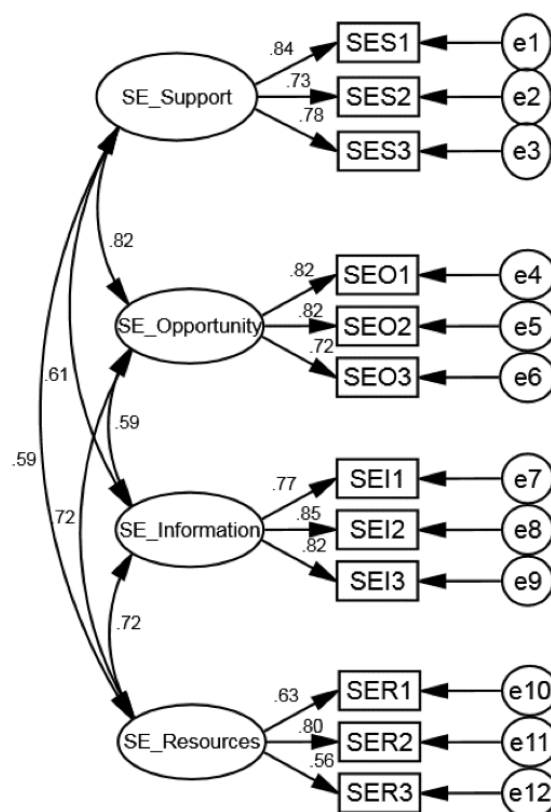 .84 SES1 e1
SE_Support .73 SES2 e2
.78 SES3 e3
.82
.82 SEO1 e4
SE_Opportunity .82 SEO2 e5
.72 SEO3 e6
.61
.59
.59
.77 SEI1 e7
.72
SE_Information .85 SEI2 e8
.82 SEI3 e9
.72
.63 SER1 e10
SE_Resources .80 SER2 e11
.56 SER3 e12